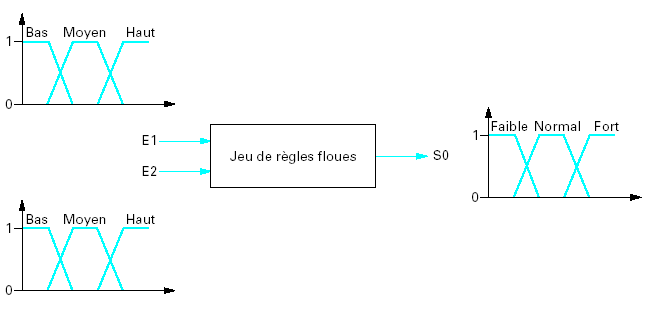 Bas Moyen Haut
1
0
Faible Normal Fort
1
0
E1
E2
Jeu de règles floues
S0
Bas Moyen Haut
1
0